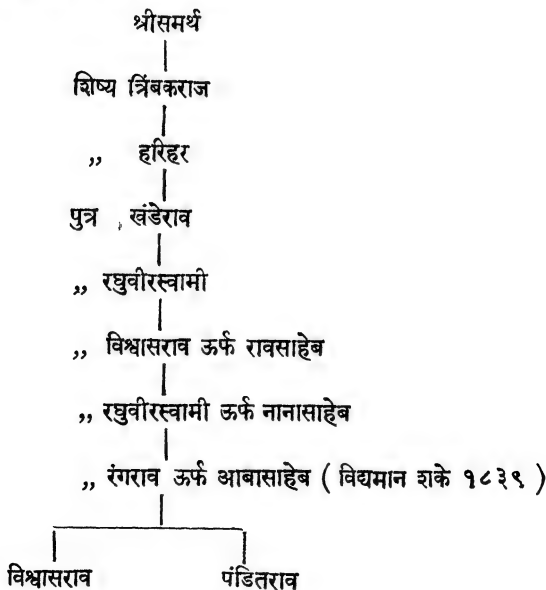 श्रीसमर्थ
शिष्य त्रिंबकराज
,, हरिहर
पुत्र खंडेराव
,, रघुवीरस्वामी
,, विश्वासराव ऊर्फ रावसाहेब
,, रघुवीरस्वामी ऊर्फ नानासाहेब
,, रंगराव ऊर्फ आबासाहेब ( विद्यमान शके १८३९ )
विश्वासराव पंडितराव